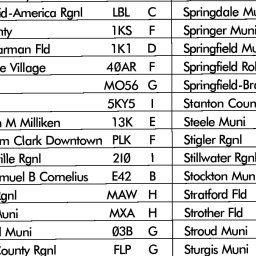 id-America Rgnl LBL C Springdale Mu
nty 1KS F Springer Muni
arman Fld 1K1 D Springfield Mu
e Village 40AR F Springfield Rol
MO56 G Springfield-Bra
5KY5 I Stanton Coun
n M Milliken 13K E Steele Muni
m Clark Downtown PLK F Stigler Rgnl
ille Rgnl 2I0 I Stillwater Rgnl
muel B Cornelius E42 B Stockton Mun
Rgnl MAW H Stratford Fld
Muni MXA H Strother Fld
l Muni 03B G Stroud Muni
County Rgnl FLP G Sturgis Muni